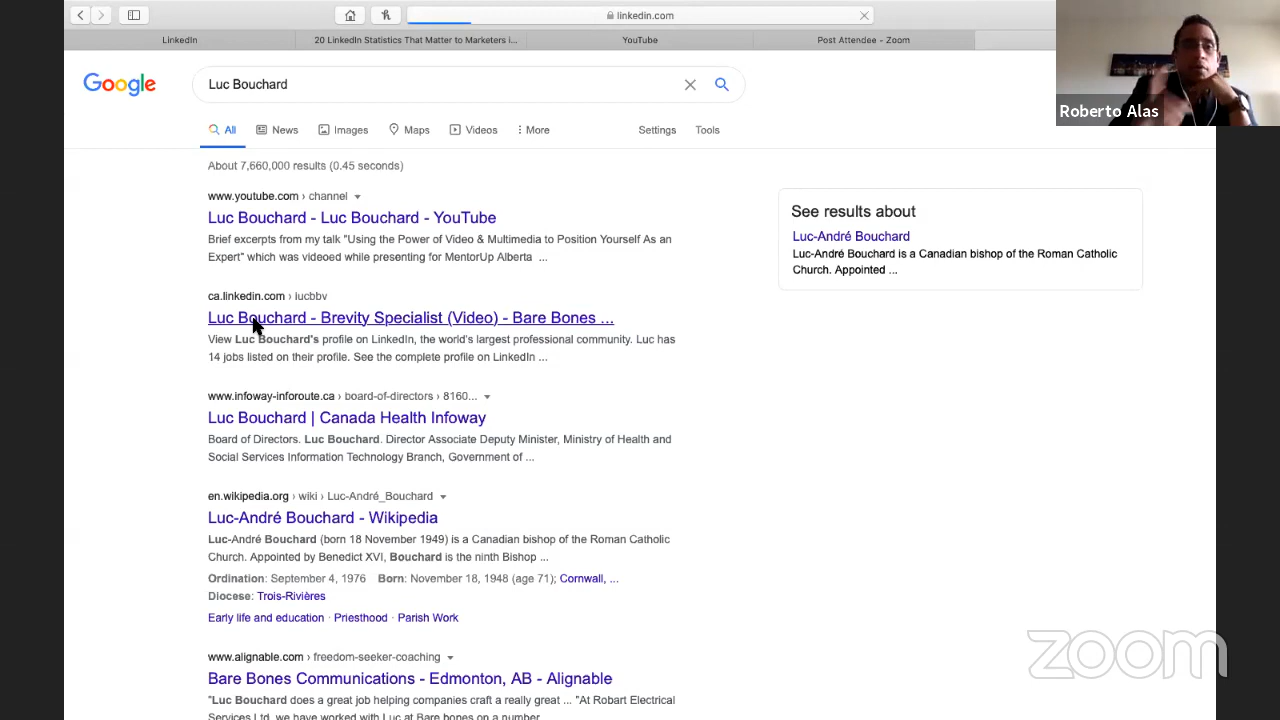 linkedin.com
LinkedIn
20 LinkedIn Statistics That Matter to Marketers i...
YouTube
Post Attendee - Zoom
Roberto Alas
Google
Luc Bouchard
All
News
Images
Maps
Videos
More
Settings
Tools
About 7,660,000 results (0.45 seconds)
www.youtube.com › channel
Luc Bouchard - Luc Bouchard - YouTube
Brief excerpts from my talk "Using the Power of Video & Multimedia to Position Yourself As an
Expert" which was videoed while presenting for MentorUp Alberta ...
See results about
Luc-André Bouchard
Luc-André Bouchard is a Canadian bishop of the Roman Catholic
Church. Appointed ...
ca.linkedin.com › lucbbv
Luc Bouchard - Brevity Specialist (Video) - Bare Bones ...
View Luc Bouchard's profile on LinkedIn, the world's largest professional community. Luc has
14 jobs listed on their profile. See the complete profile on LinkedIn ...
www.infoway-inforoute.ca › board-of-directors › 8160...
Luc Bouchard | Canada Health Infoway
Board of Directors. Luc Bouchard. Director Associate Deputy Minister, Ministry of Health and
Social Services Information Technology Branch, Government of ...
en.wikipedia.org › wiki › Luc-André_Bouchard
Luc-André Bouchard - Wikipedia
Luc-André Bouchard (born 18 November 1949) is a Canadian bishop of the Roman Catholic
Church. Appointed by Benedict XVI, Bouchard is the ninth Bishop ...
Ordination: September 4, 1976 Born: November 18, 1948 (age 71); Cornwall, ...
Diocese: Trois-Rivières
Early life and education · Priesthood · Parish Work
www.alignable.com › freedom-seeker-coaching
Bare Bones Communications - Edmonton, AB - Alignable
"Luc Bouchard does a great job helping companies craft a really great ... "At Robart Electrical
Services Ltd. we have worked with Luc at Bare bones on a number
zoom